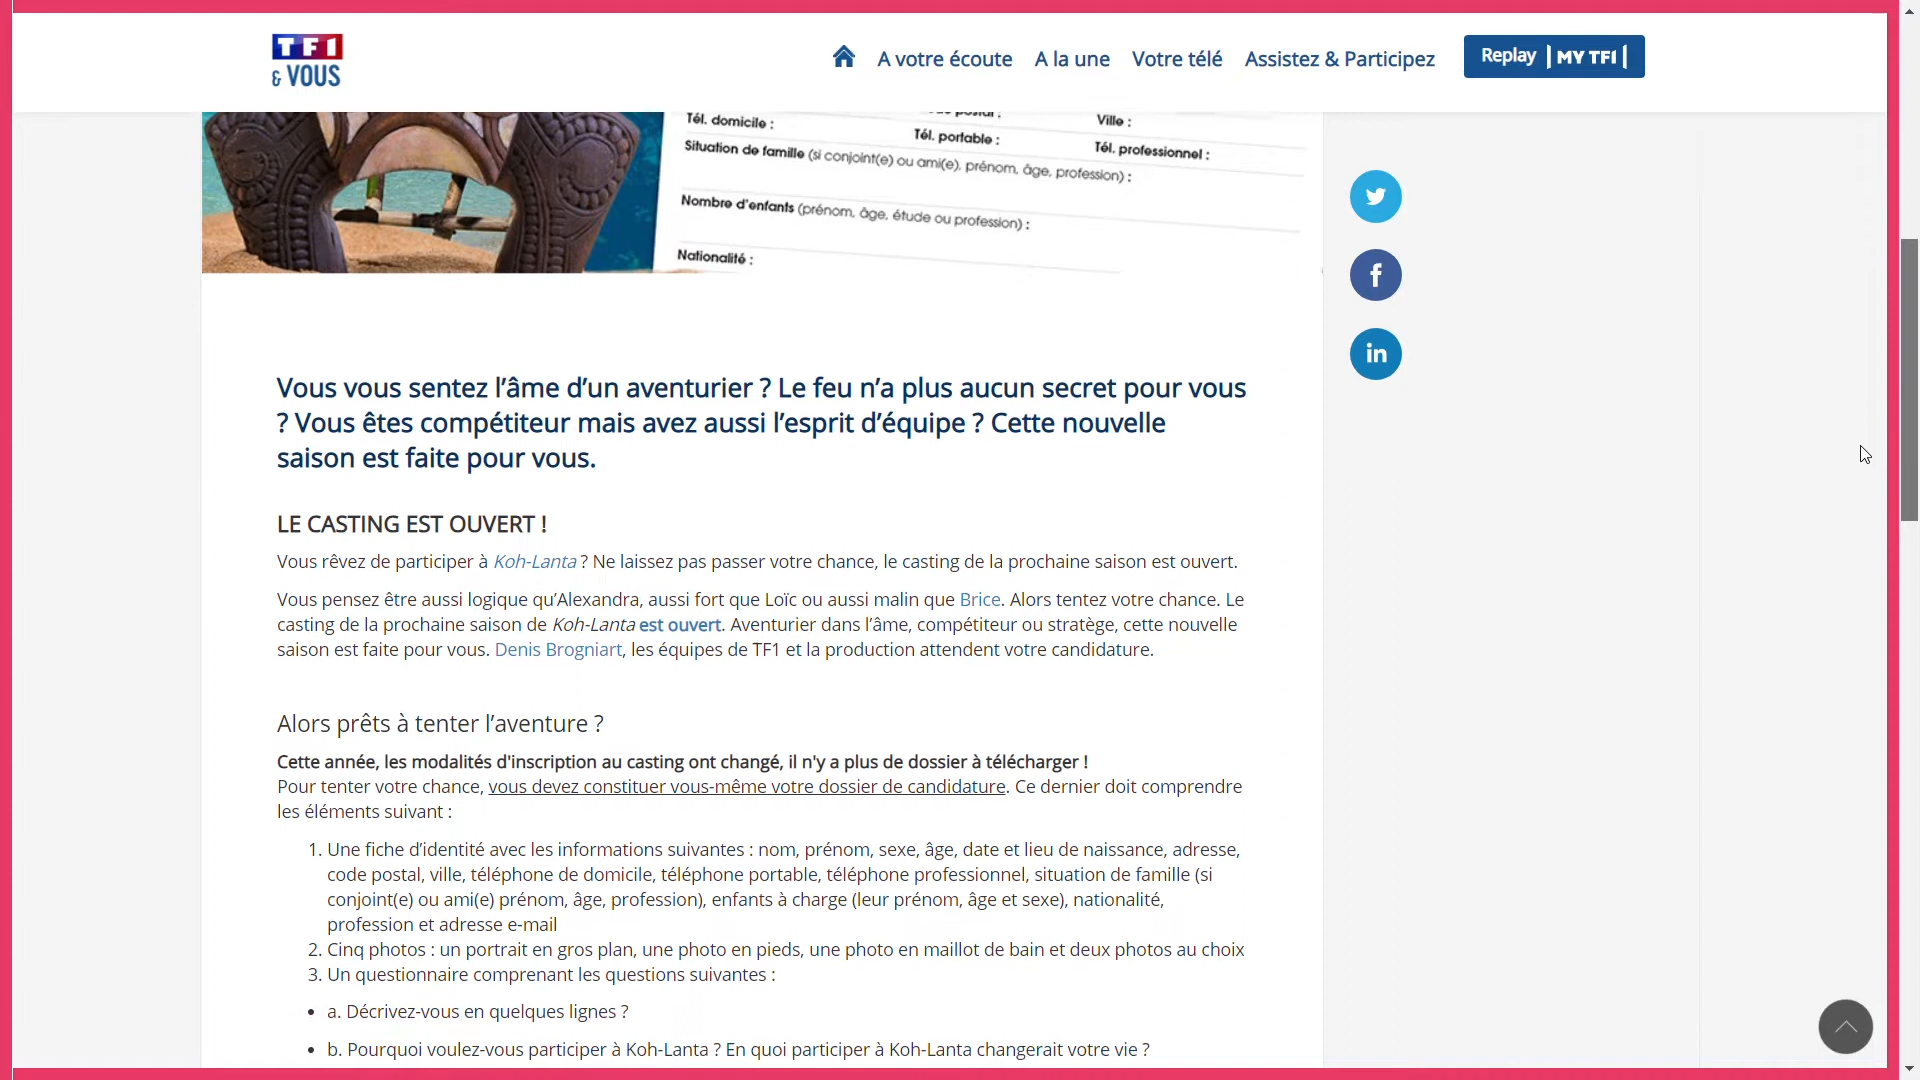 TF1
& VOUS
A votre écoute
A la une
Votre télé
Assistez & Participez
Replay MY TF1
Tél. domicile :
Tél. portable :
Ville :
Tél. professionnel :
Situation de famille (si conjoint(e) ou ami(e), prénom, âge, profession) :
Nombre d'enfants (prénom, âge, étude ou profession) :
Nationalité :
Vous vous sentez l’âme d’un aventurier ? Le feu n’a plus aucun secret pour vous
? Vous êtes compétiteur mais avez aussi l’esprit d’équipe ? Cette nouvelle
saison est faite pour vous.
LE CASTING EST OUVERT !
Vous rêvez de participer à Koh-Lanta ? Ne laissez pas passer votre chance, le casting de la prochaine saison est ouvert.
Vous pensez être aussi logique qu’Alexandra, aussi fort que Loïc ou aussi malin que Brice. Alors tentez votre chance. Le
casting de la prochaine saison de Koh-Lanta est ouvert. Aventurier dans l’âme, compétiteur ou stratège, cette nouvelle
saison est faite pour vous. Denis Brogniart, les équipes de TF1 et la production attendent votre candidature.
Alors prêts à tenter l’aventure ?
Cette année, les modalités d'inscription au casting ont changé, il n'y a plus de dossier à télécharger !
Pour tenter votre chance, vous devez constituer vous-même votre dossier de candidature. Ce dernier doit comprendre
les éléments suivant :
1. Une fiche d’identité avec les informations suivantes : nom, prénom, sexe, âge, date et lieu de naissance, adresse,
code postal, ville, téléphone de domicile, téléphone portable, téléphone professionnel, situation de famille (si
conjoint(e) ou ami(e) prénom, âge, profession), enfants à charge (leur prénom, âge et sexe), nationalité,
profession et adresse e-mail
2. Cinq photos : un portrait en gros plan, une photo en pieds, une photo en maillot de bain et deux photos au choix
3. Un questionnaire comprenant les questions suivantes :
• a. Décrivez-vous en quelques lignes ?
• b. Pourquoi voulez-vous participer à Koh-Lanta ? En quoi participer à Koh-Lanta changerait votre vie ?